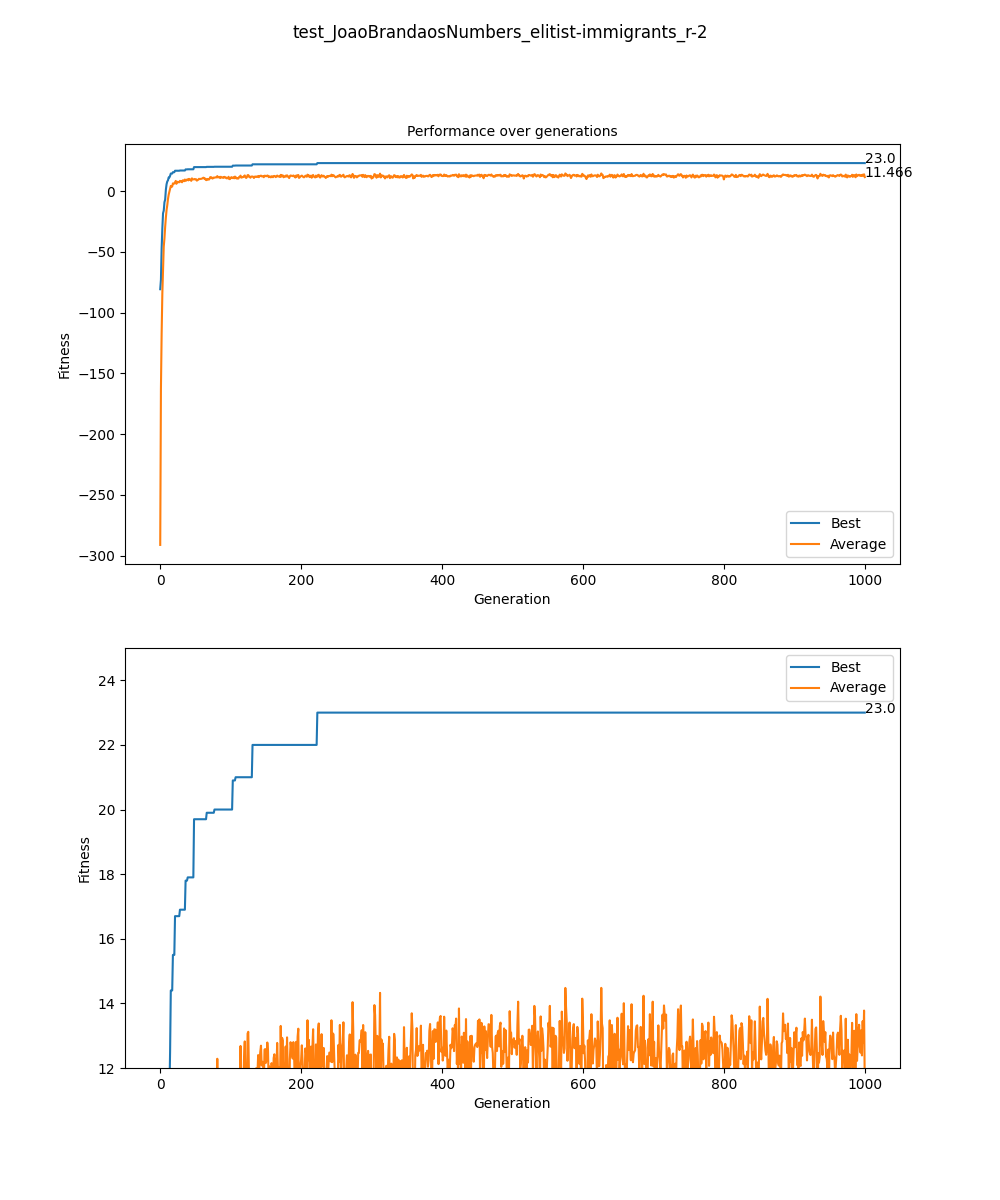 test_JoaoBrandaosNumbers_elitist-immigrants_r-2
Performance over generations
23.0
11.466
0
−50
−100
−150
−200
−250
−300
Fitness
Best
Average
0 200 400 600 800 1000
Generation
24
22
20
18
16
14
12
Fitness
Best
Average
23.0
0 200 400 600 800 1000
Generation